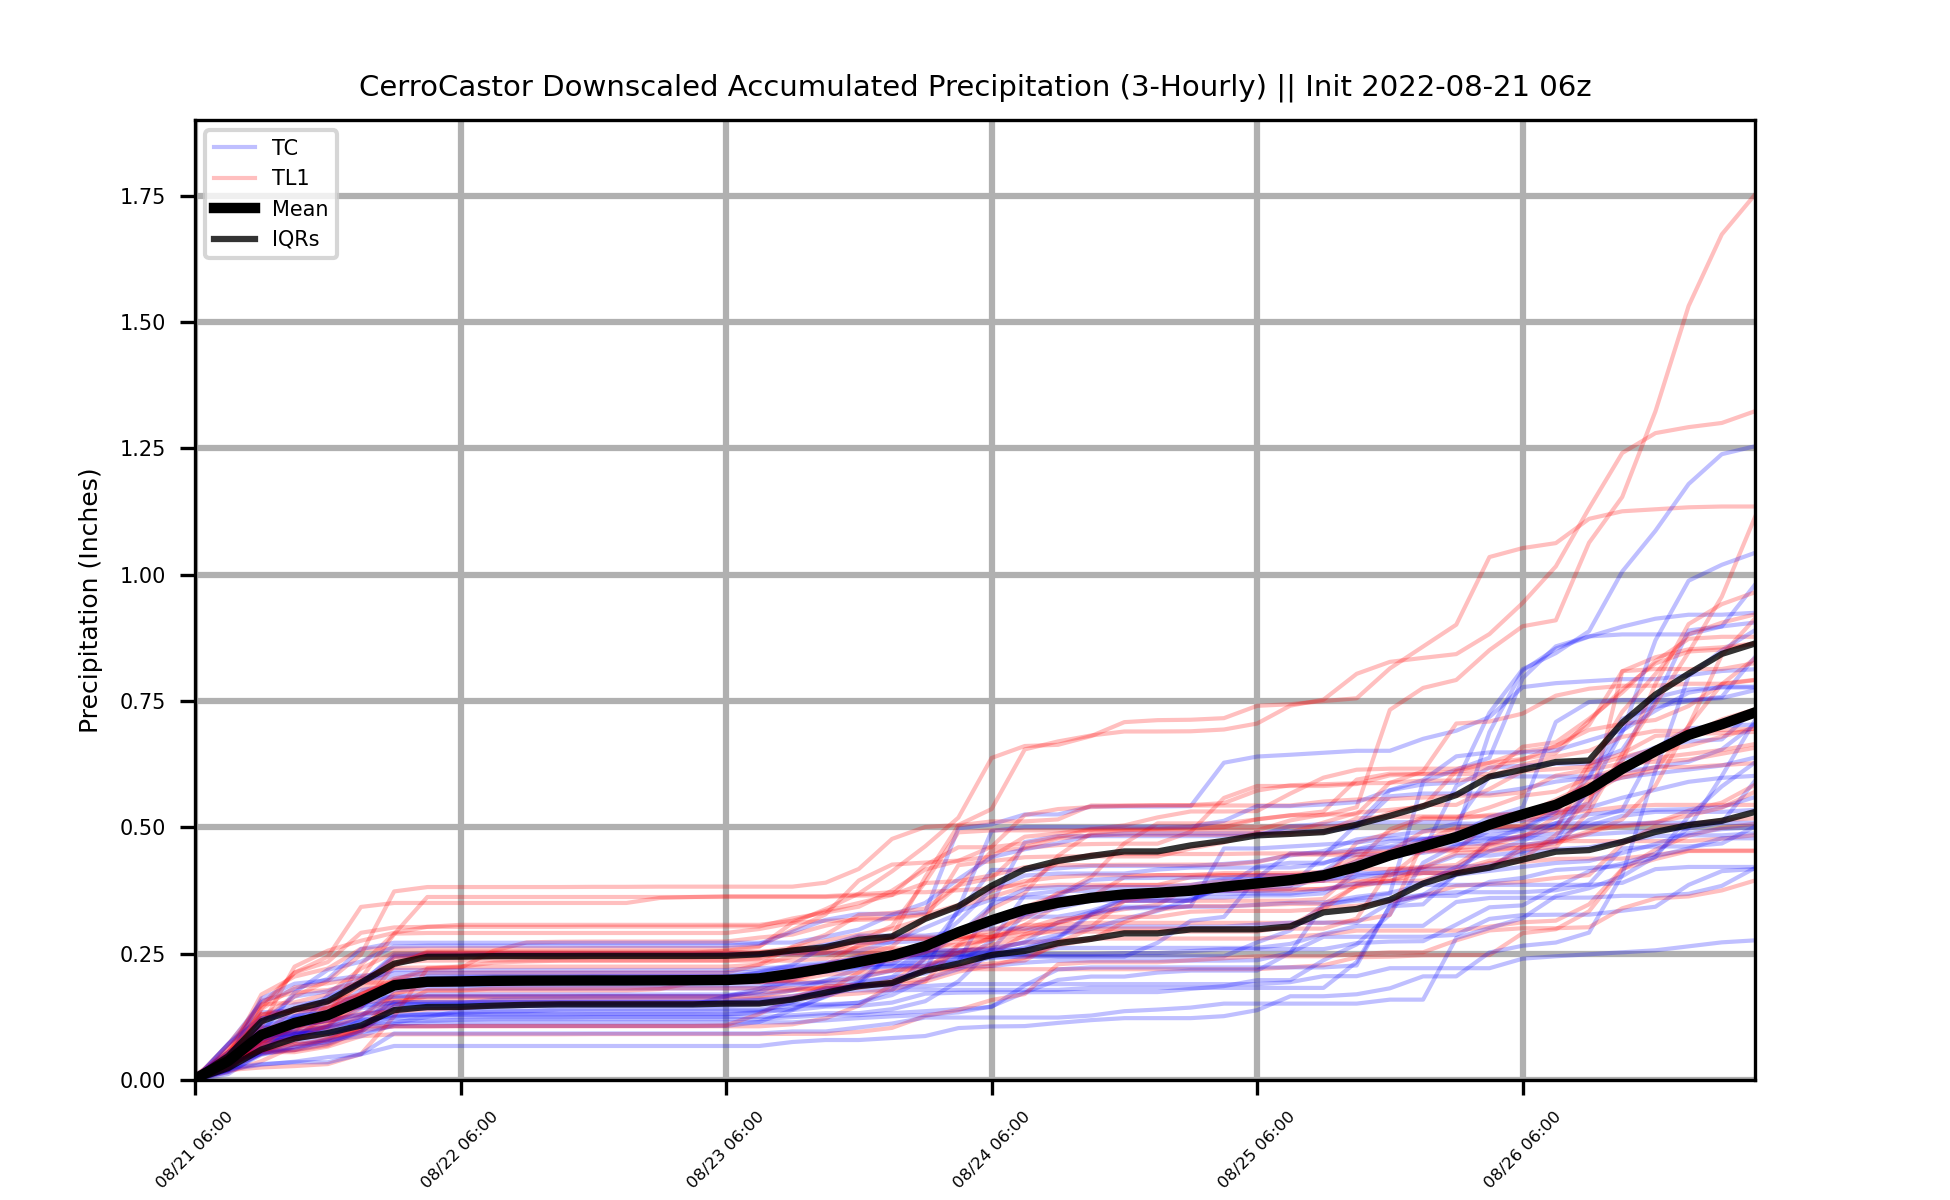 CerroCastor Downscaled Accumulated Precipitation (3-Hourly) || Init 2022-08-21 06z
TC
TL1
Mean
IQRs
Precipitation (Inches)
1.75
1.50
1.25
1.00
0.75
0.50
0.25
0.00
08/21 06:00
08/22 06:00
08/23 06:00
08/24 06:00
08/25 06:00
08/26 06:00